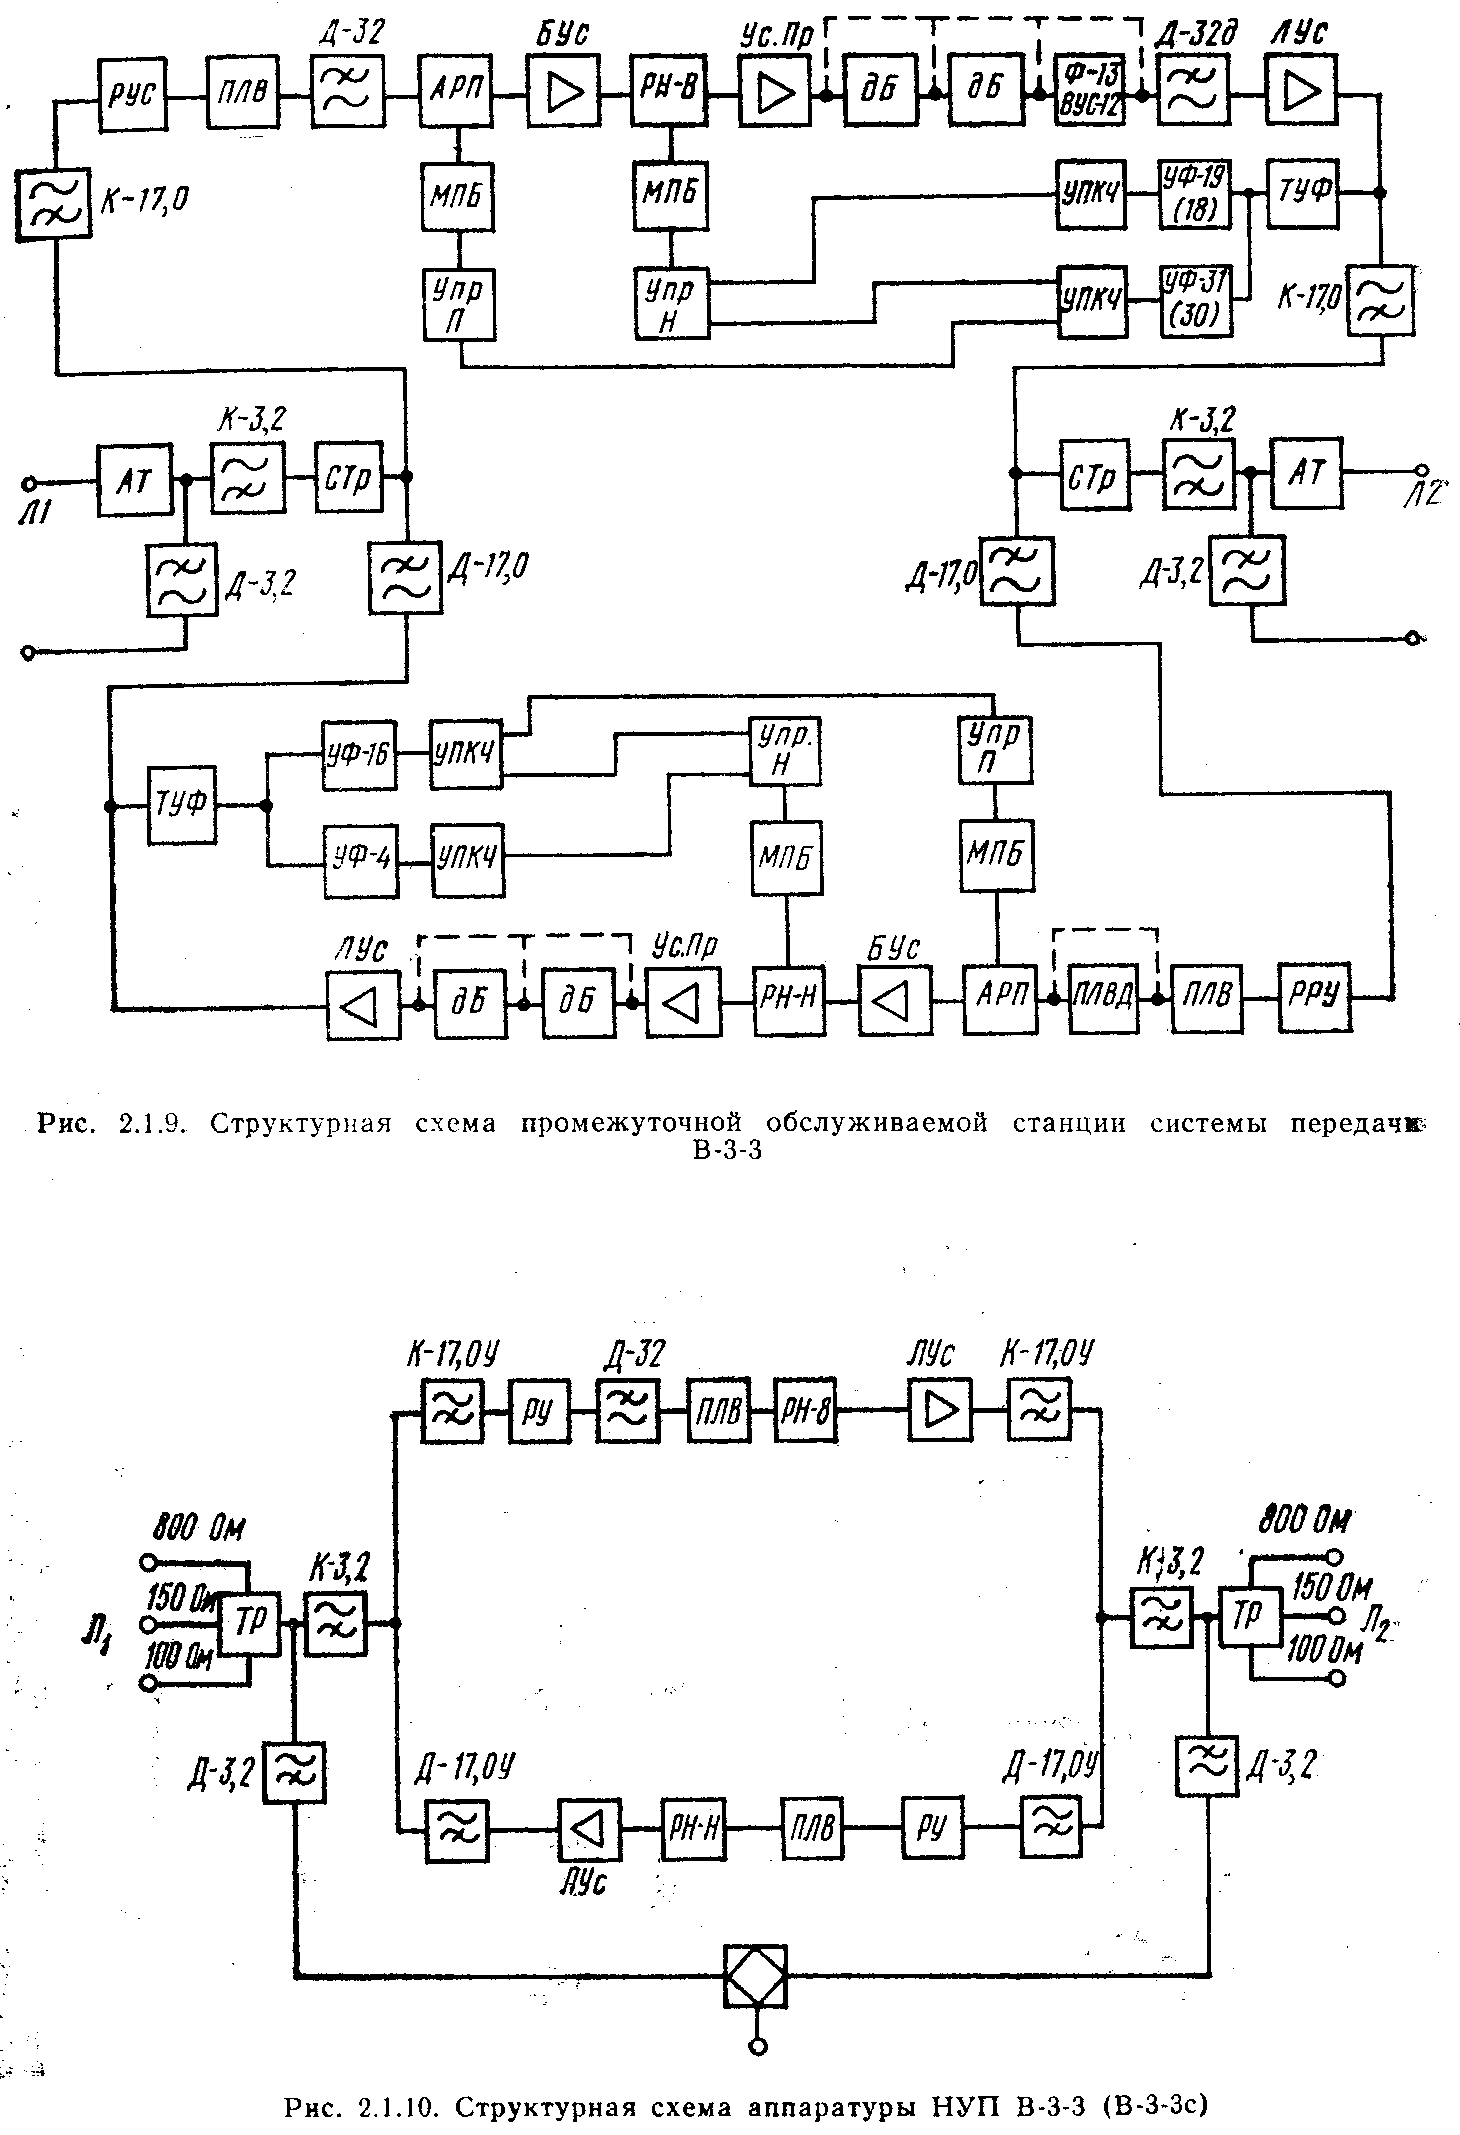 Д-32 БУс Ус.Пр Д-32д ЛУс
РУС ПЛВ АРП РН-В дБ дБ Ф-13
ВУС-12
К-17,0 МПБ МПБ УПКЧ УФ-19 ТУФ
(18)
Упр Упр УПКЧ УФ-31 К-17,0
П Н (30)
К-3,2 К-3,2
АТ СТр СТр АТ
Л1 Л2
Д-3,2 Д-17,0 Д-17,0 Д-3,2
УФ-16 УПКЧ Упр. Упр
Н П
ТУФ
УФ-4 УПКЧ МПБ МПБ
ЛУс Ус.Пр БУс
дБ дБ РН-Н АРП ПЛВД ПЛВ РРУ
Рис. 2.1.9. Структурная схема промежуточной обслуживаемой станции системы передачи
В-3-3
К-17,0У Д-32 ЛУс К-17,0У
РУ ПЛВ РН-В
800 Ом 800 Ом
К-3,2 К-3,2
150 Ом 150 Ом
Л₁ ТР ТР Л₂
100 Ом 100 Ом
Д-3,2 Д-17,0У Д-17,0У Д-3,2
РН-Н ПЛВ РУ
ЛУс
Рис. 2.1.10. Структурная схема аппаратуры НУП В-3-3 (В-3-3с)